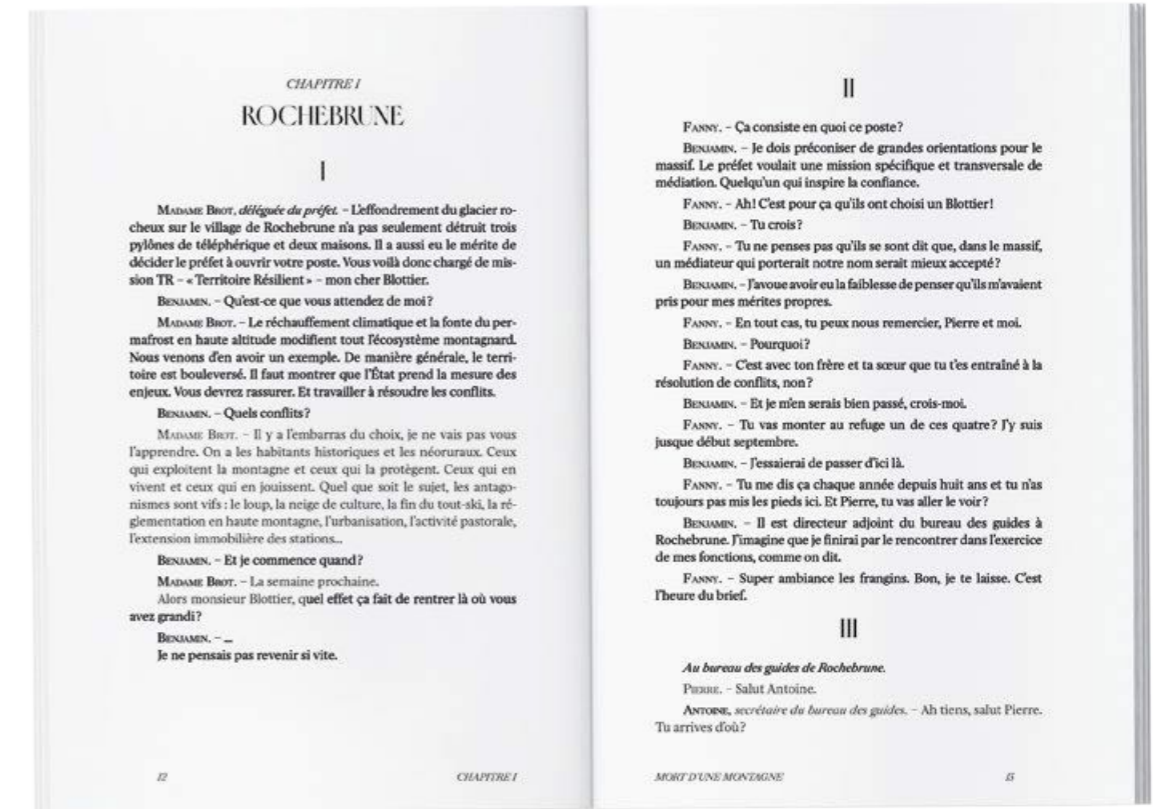 CHAPITRE I
ROCHEBRUNE
I
MADAME BROT, déléguée du préfet. – L'effondrement du glacier ro-
cheux sur le village de Rochebrune n'a pas seulement détruit trois
pylônes de téléphérique et deux maisons. Il a aussi eu le mérite de
décider le préfet à ouvrir votre poste. Vous voilà donc chargé de mis-
sion TR – « Territoire Résilient » – mon cher Blottier.
BENJAMIN. – Qu'est-ce que vous attendez de moi ?
MADAME BROT. – Le réchauffement climatique et la fonte du per-
mafrost en haute altitude modifient tout l'écosystème montagnard.
Nous venons d'en avoir un exemple. De manière générale, le terri-
toire est bouleversé. Il faut montrer que l'État prend la mesure des
enjeux. Vous devrez rassurer. Et travailler à résoudre les conflits.
BENJAMIN. – Quels conflits ?
MADAME BROT. – Il y a l'embarras du choix, je ne vais pas vous
l'apprendre. On a les habitants historiques et les néoruraux. Ceux
qui exploitent la montagne et ceux qui la protègent. Ceux qui en
vivent et ceux qui en jouissent. Quel que soit le sujet, les antago-
nismes sont vifs : le loup, la neige de culture, la fin du tout-ski, la ré-
glementation en haute montagne, l'urbanisation, l'activité pastorale,
l'extension immobilière des stations...
BENJAMIN. – Et je commence quand ?
MADAME BROT. – La semaine prochaine.
Alors monsieur Blottier, quel effet ça fait de rentrer là où vous
avez grandi ?
BENJAMIN. – ...
Je ne pensais pas revenir si vite.
12
CHAPITRE I
II
FANNY. – Ça consiste en quoi ce poste ?
BENJAMIN. – Je dois préconiser de grandes orientations pour le
massif. Le préfet voulait une mission spécifique et transversale de
médiation. Quelqu'un qui inspire la confiance.
FANNY. – Ah ! C'est pour ça qu'ils ont choisi un Blottier !
BENJAMIN. – Tu crois ?
FANNY. – Tu ne penses pas qu'ils se sont dit que, dans le massif,
un médiateur qui porterait notre nom serait mieux accepté ?
BENJAMIN. – J'avoue avoir eu la faiblesse de penser qu'ils m'avaient
pris pour mes mérites propres.
FANNY. – En tout cas, tu peux nous remercier, Pierre et moi.
BENJAMIN. – Pourquoi ?
FANNY. – C'est avec ton frère et ta sœur que tu t'es entraîné à la
résolution de conflits, non ?
BENJAMIN. – Et je m'en serais bien passé, crois-moi.
FANNY. – Tu vas monter au refuge un de ces quatre ? J'y suis
jusque début septembre.
BENJAMIN. – J'essaierai de passer d'ici là.
FANNY. – Tu me dis ça chaque année depuis huit ans et tu n'as
toujours pas mis les pieds ici. Et Pierre, tu vas aller le voir ?
BENJAMIN. – Il est directeur adjoint du bureau des guides à
Rochebrune. J'imagine que je finirai par le rencontrer dans l'exercice
de mes fonctions, comme on dit.
FANNY. – Super ambiance les frangins. Bon, je te laisse. C'est
l'heure du brief.
III
Au bureau des guides de Rochebrune.
PIERRE. – Salut Antoine.
ANTOINE, secrétaire du bureau des guides. – Ah tiens, salut Pierre.
Tu arrives d'où ?
MORT D'UNE MONTAGNE
13